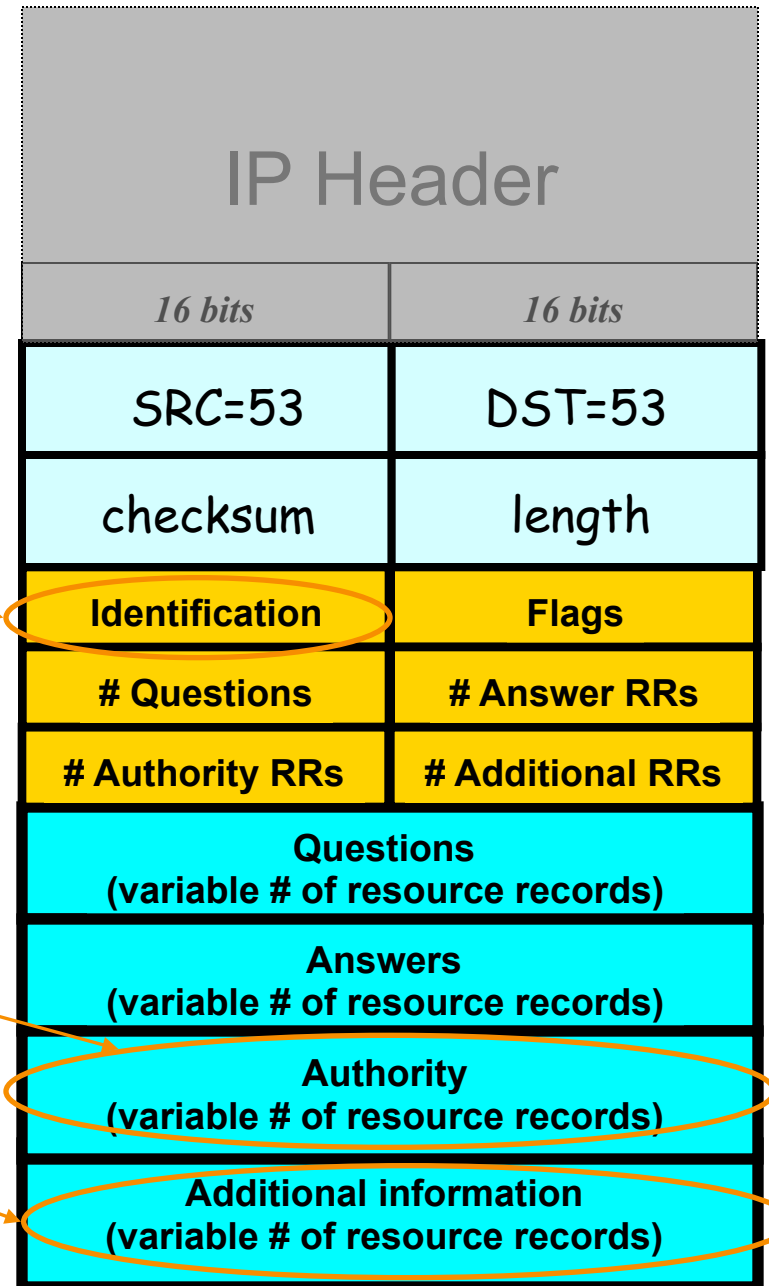 IP Header
16 bits 16 bits
SRC=53 DST=53
checksum length
Identification Flags
# Questions # Answer RRs
# Authority RRs # Additional RRs
Questions
(variable # of resource records)
Answers
(variable # of resource records)
Authority
(variable # of resource records)
Additional information
(variable # of resource records)